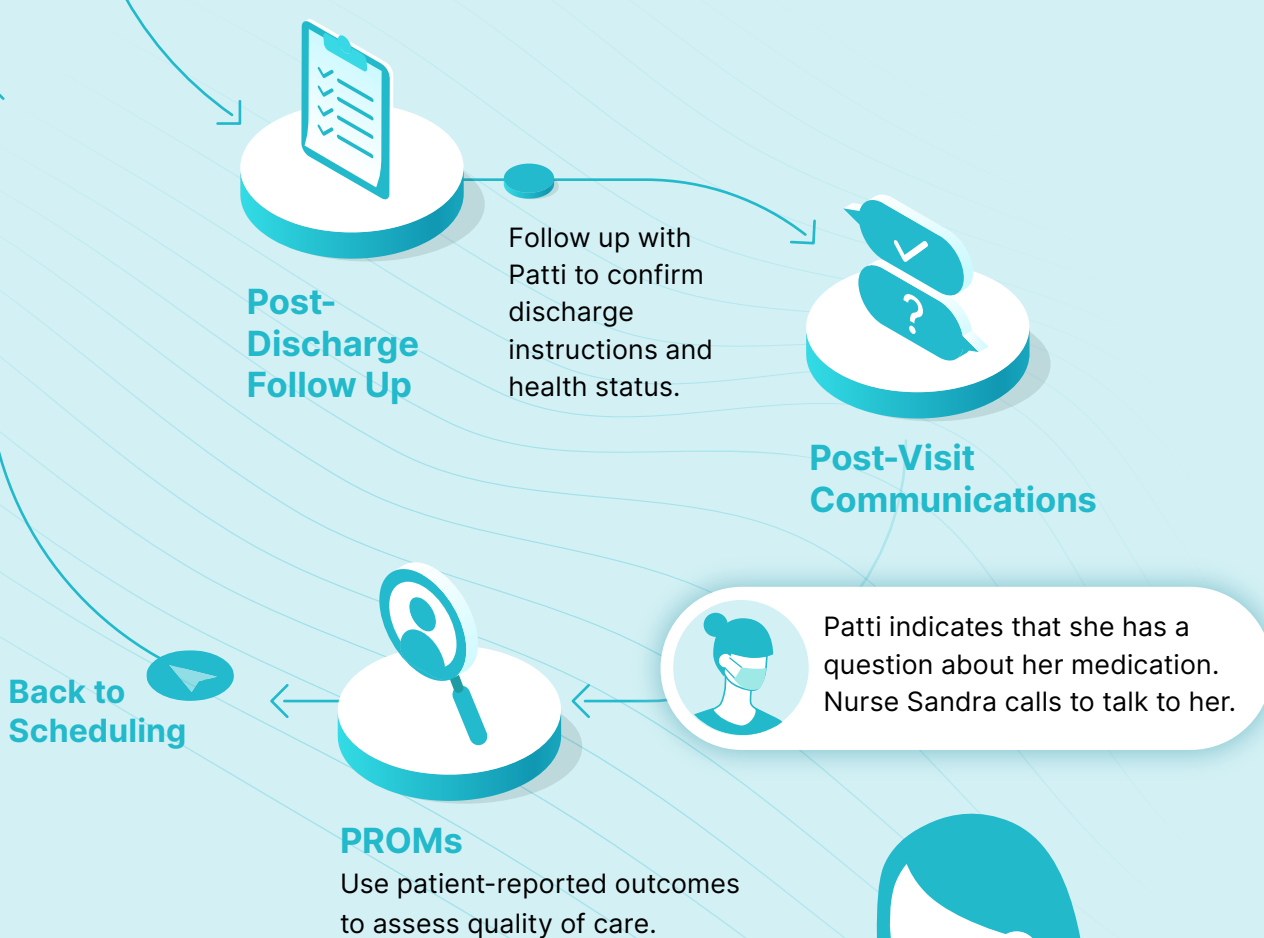 Post-
Discharge
Follow Up
Follow up with
Patti to confirm
discharge
instructions and
health status.
Post-Visit
Communications
Patti indicates that she has a
question about her medication.
Nurse Sandra calls to talk to her.
Back to
Scheduling
PROMs
Use patient-reported outcomes
to assess quality of care.